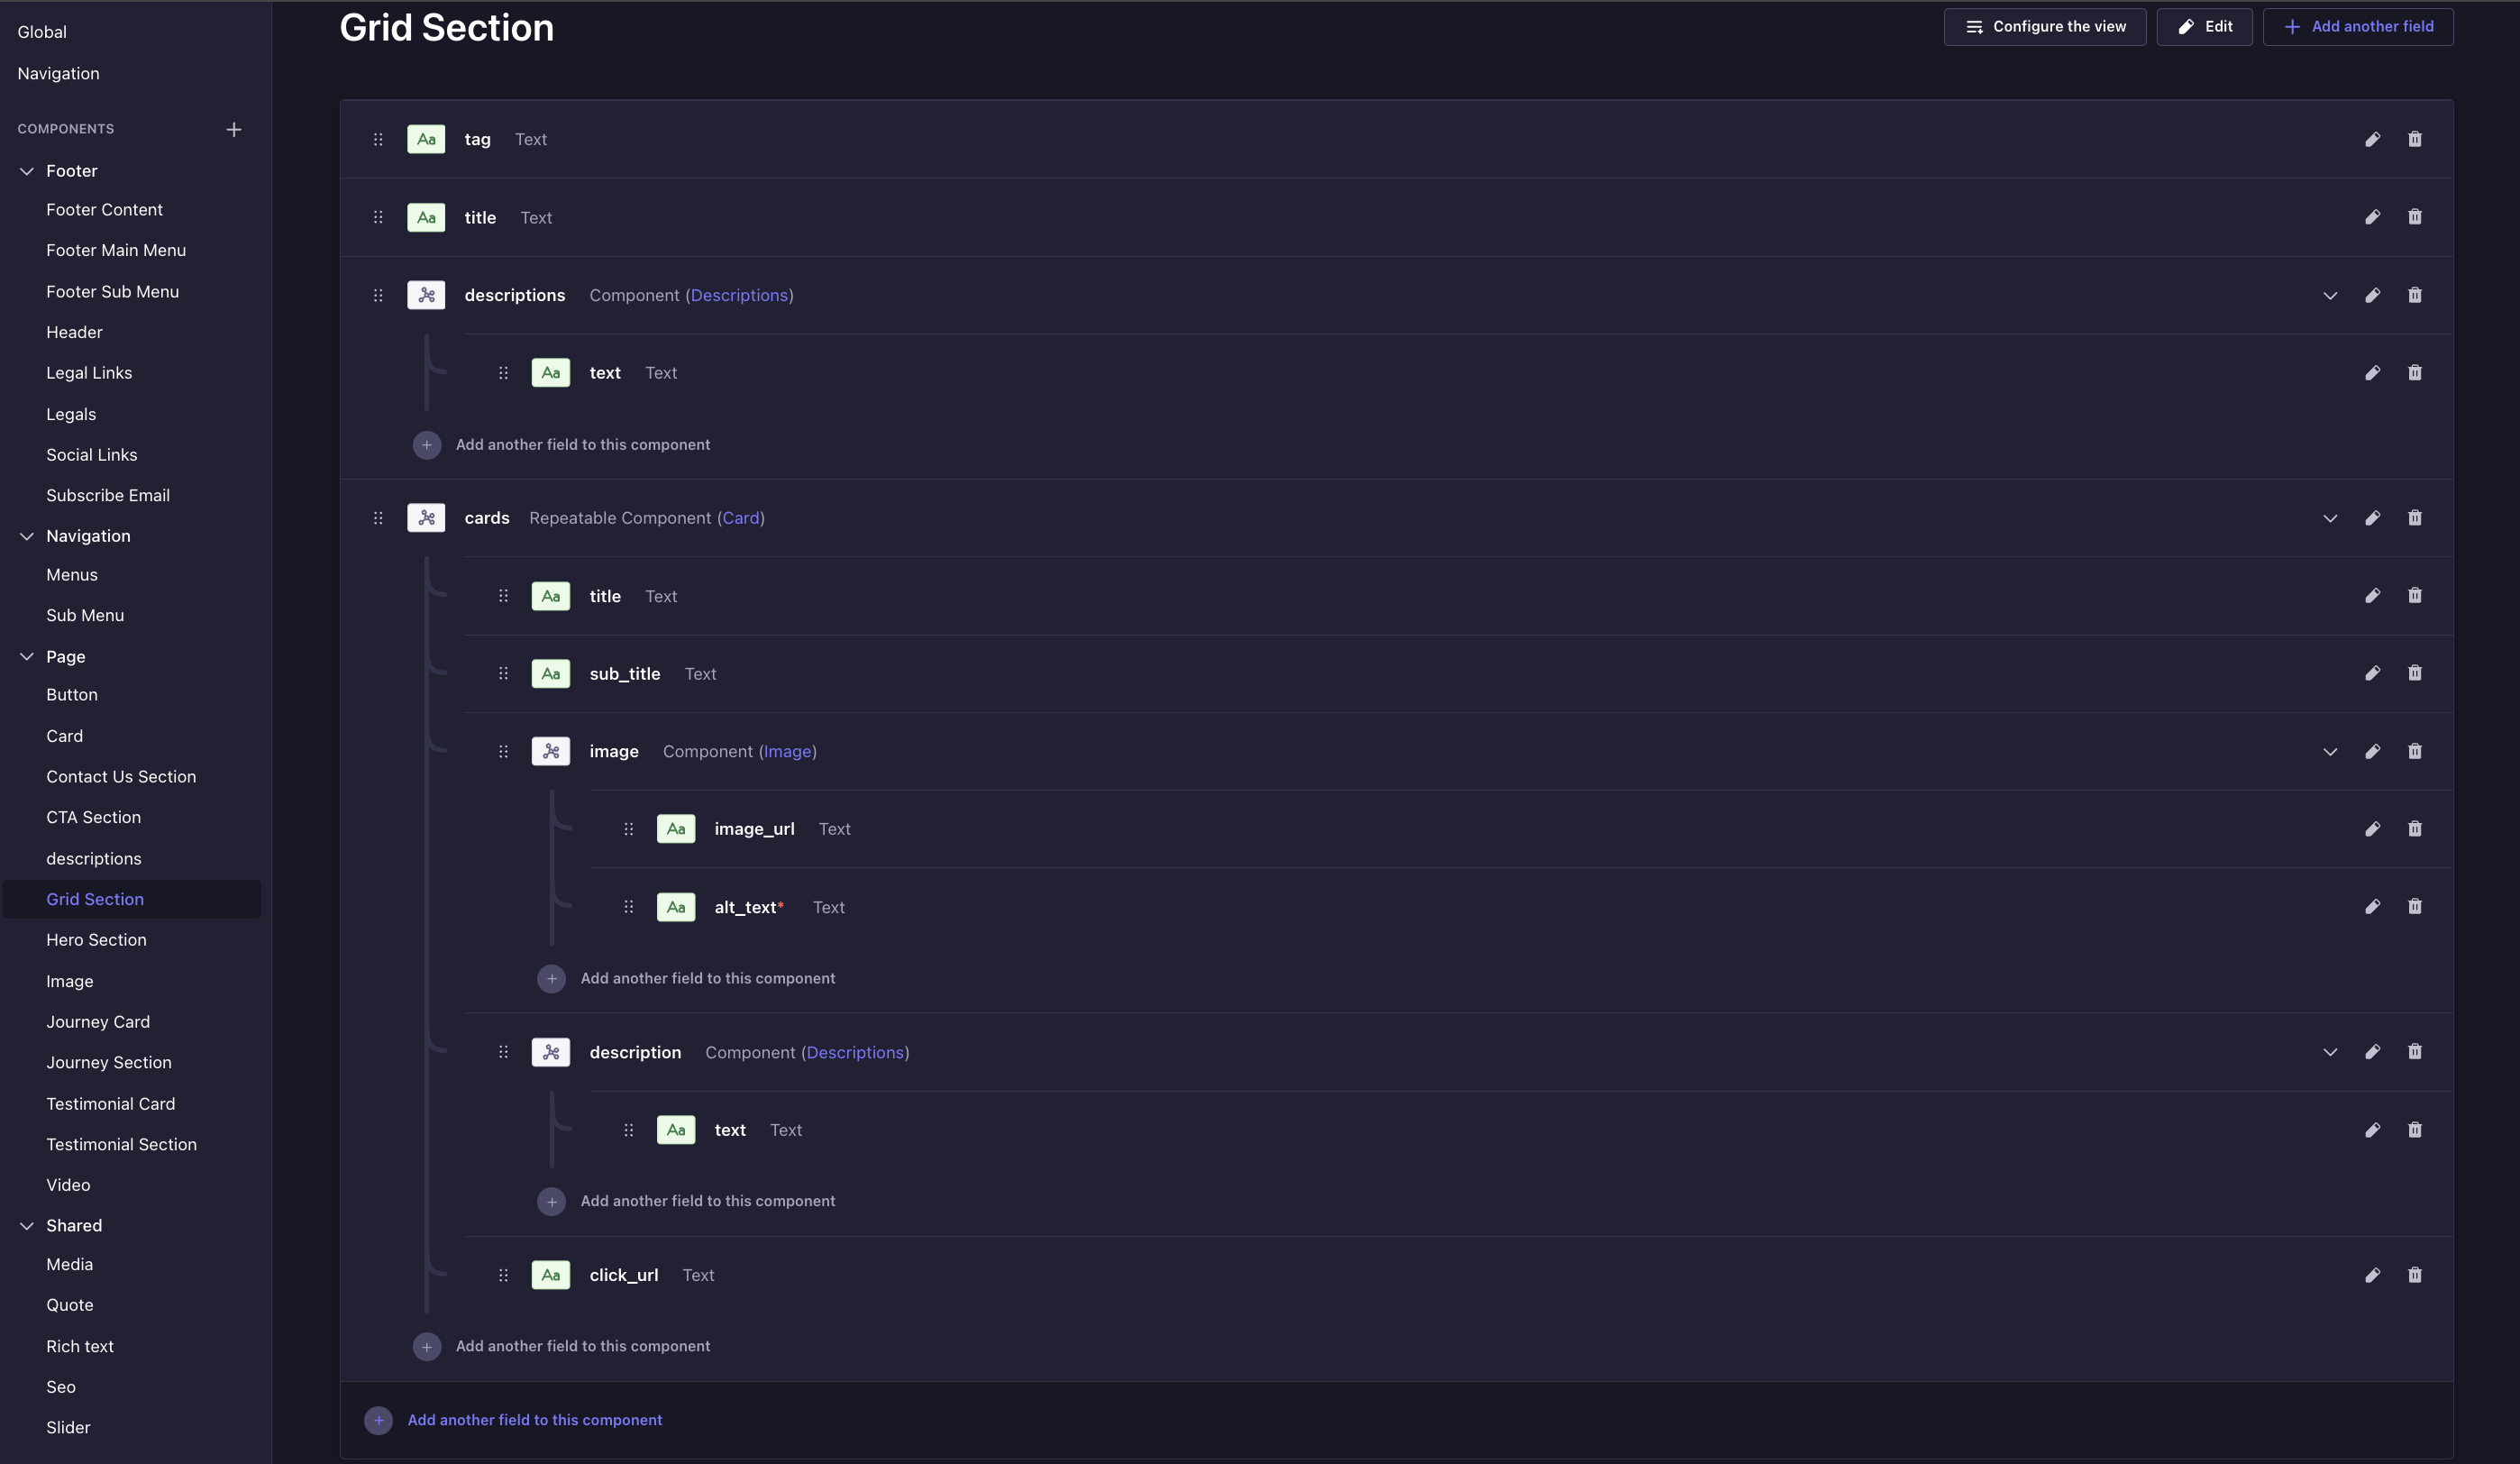 Global
Navigation
COMPONENTS
Footer
Footer Content
Footer Main Menu
Footer Sub Menu
Header
Legal Links
Legals
Social Links
Subscribe Email
Navigation
Menus
Sub Menu
Page
Button
Card
Contact Us Section
CTA Section
descriptions
Grid Section
Hero Section
Image
Journey Card
Journey Section
Testimonial Card
Testimonial Section
Video
Shared
Media
Quote
Rich text
Seo
Slider
Grid Section
Configure the view
Edit
Add another field
Aa tag Text
Aa title Text
descriptions Component (Descriptions)
Aa text Text
Add another field to this component
cards Repeatable Component (Card)
Aa title Text
Aa sub_title Text
image Component (Image)
Aa image_url Text
Aa alt_text* Text
Add another field to this component
description Component (Descriptions)
Aa text Text
Add another field to this component
Aa click_url Text
Add another field to this component
Add another field to this component